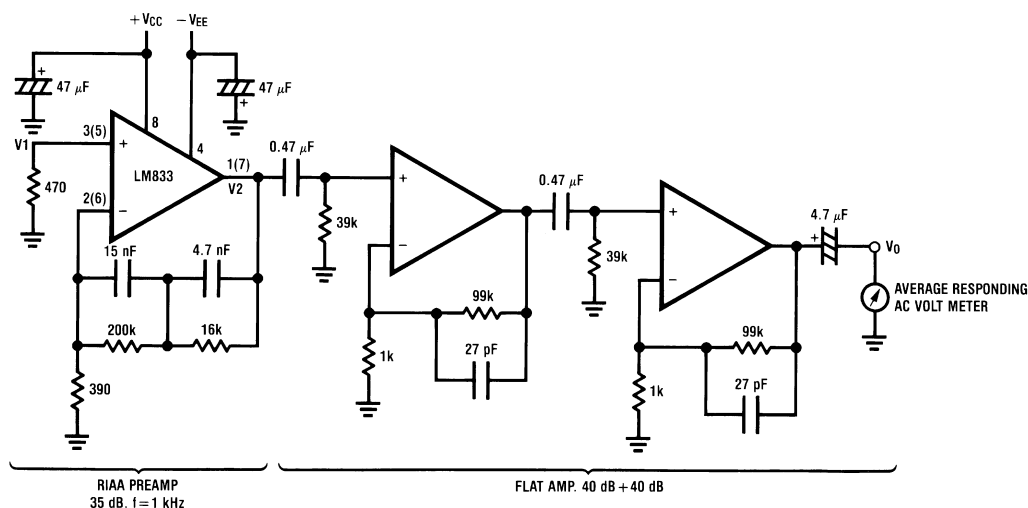 + VCC
− VEE
47 μF
+
47 μF
+
8
V1
3(5)
+
4
LM833
1(7)
V2
470
2(6)
−
15 nF
4.7 nF
200k
16k
390
0.47 μF
39k
+
−
99k
27 pF
1k
0.47 μF
39k
+
−
99k
27 pF
1k
4.7 μF
+
VO
AVERAGE RESPONDING
AC VOLT METER
RIAA PREAMP
35 dB. f=1 kHz
FLAT AMP. 40 dB+40 dB